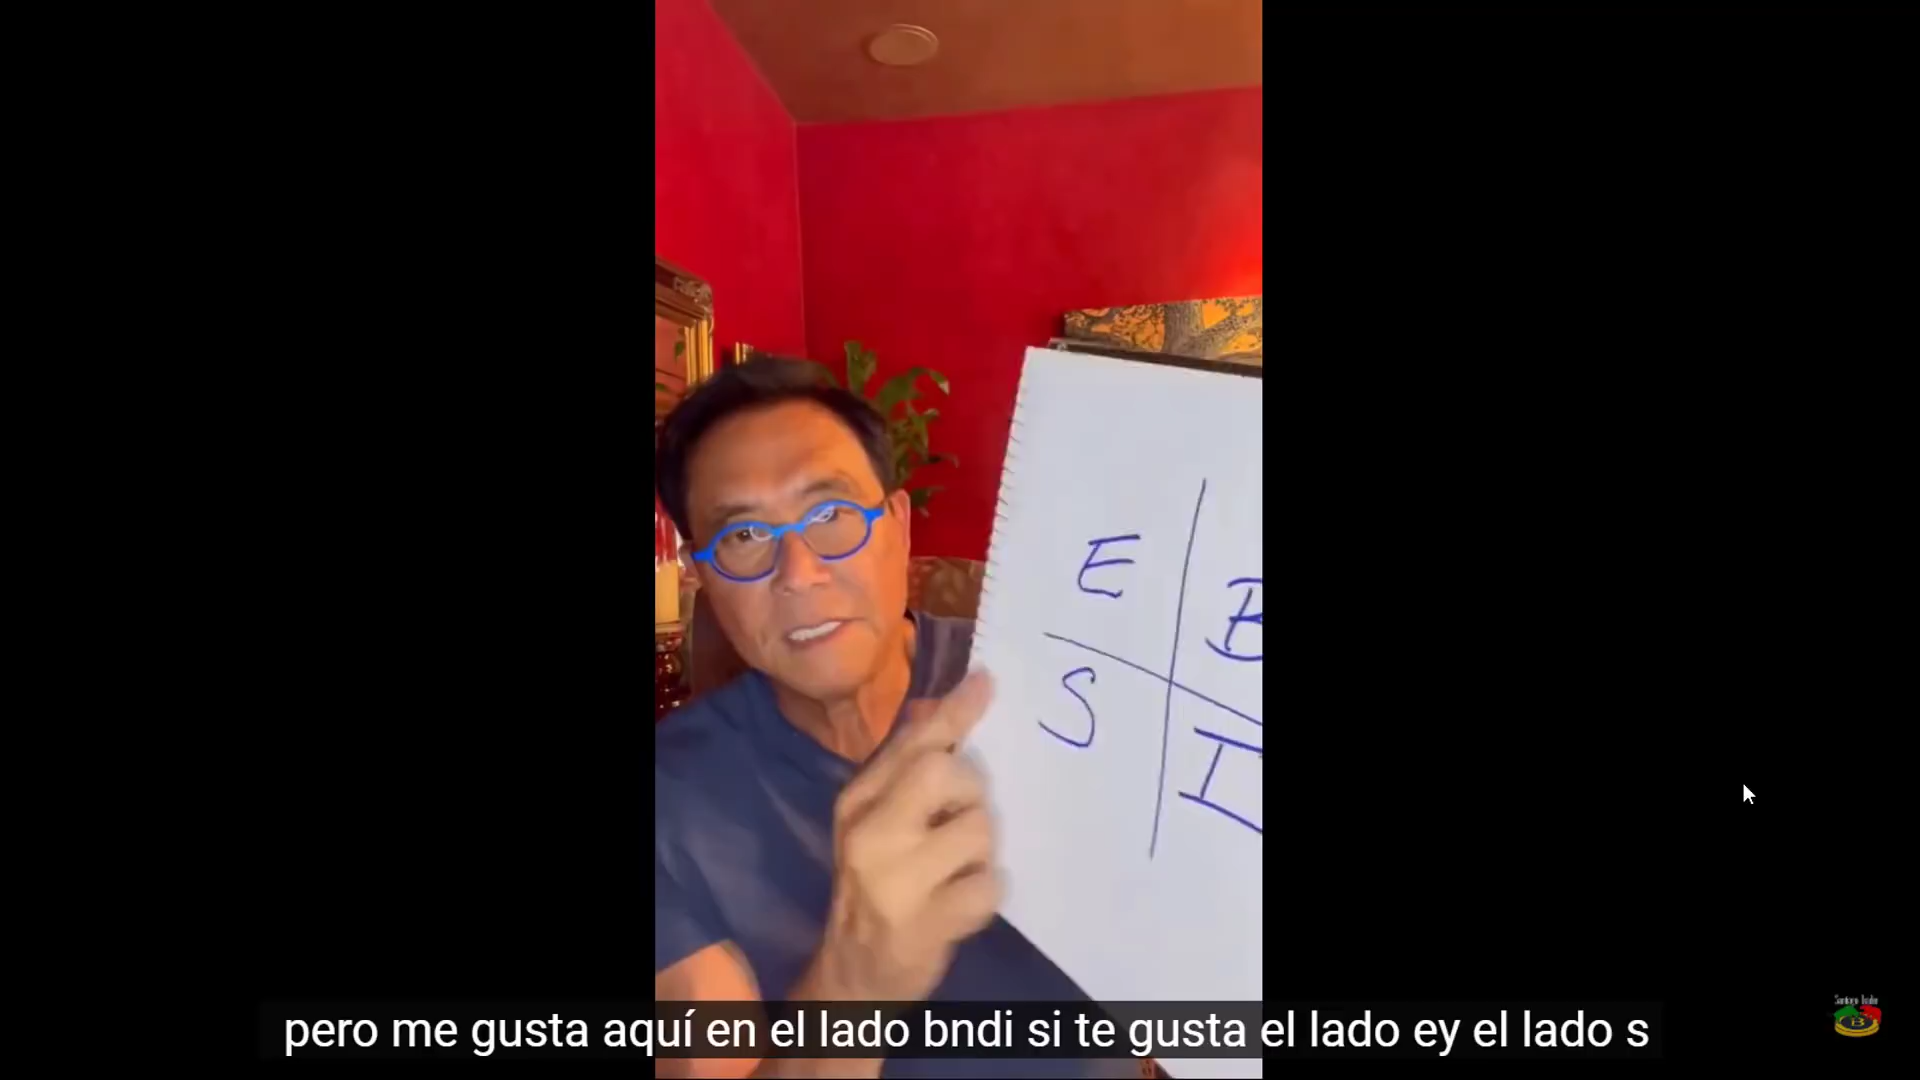 E
B
S
I
pero me gusta aquí en el lado bndi si te gusta el lado ey el lado s